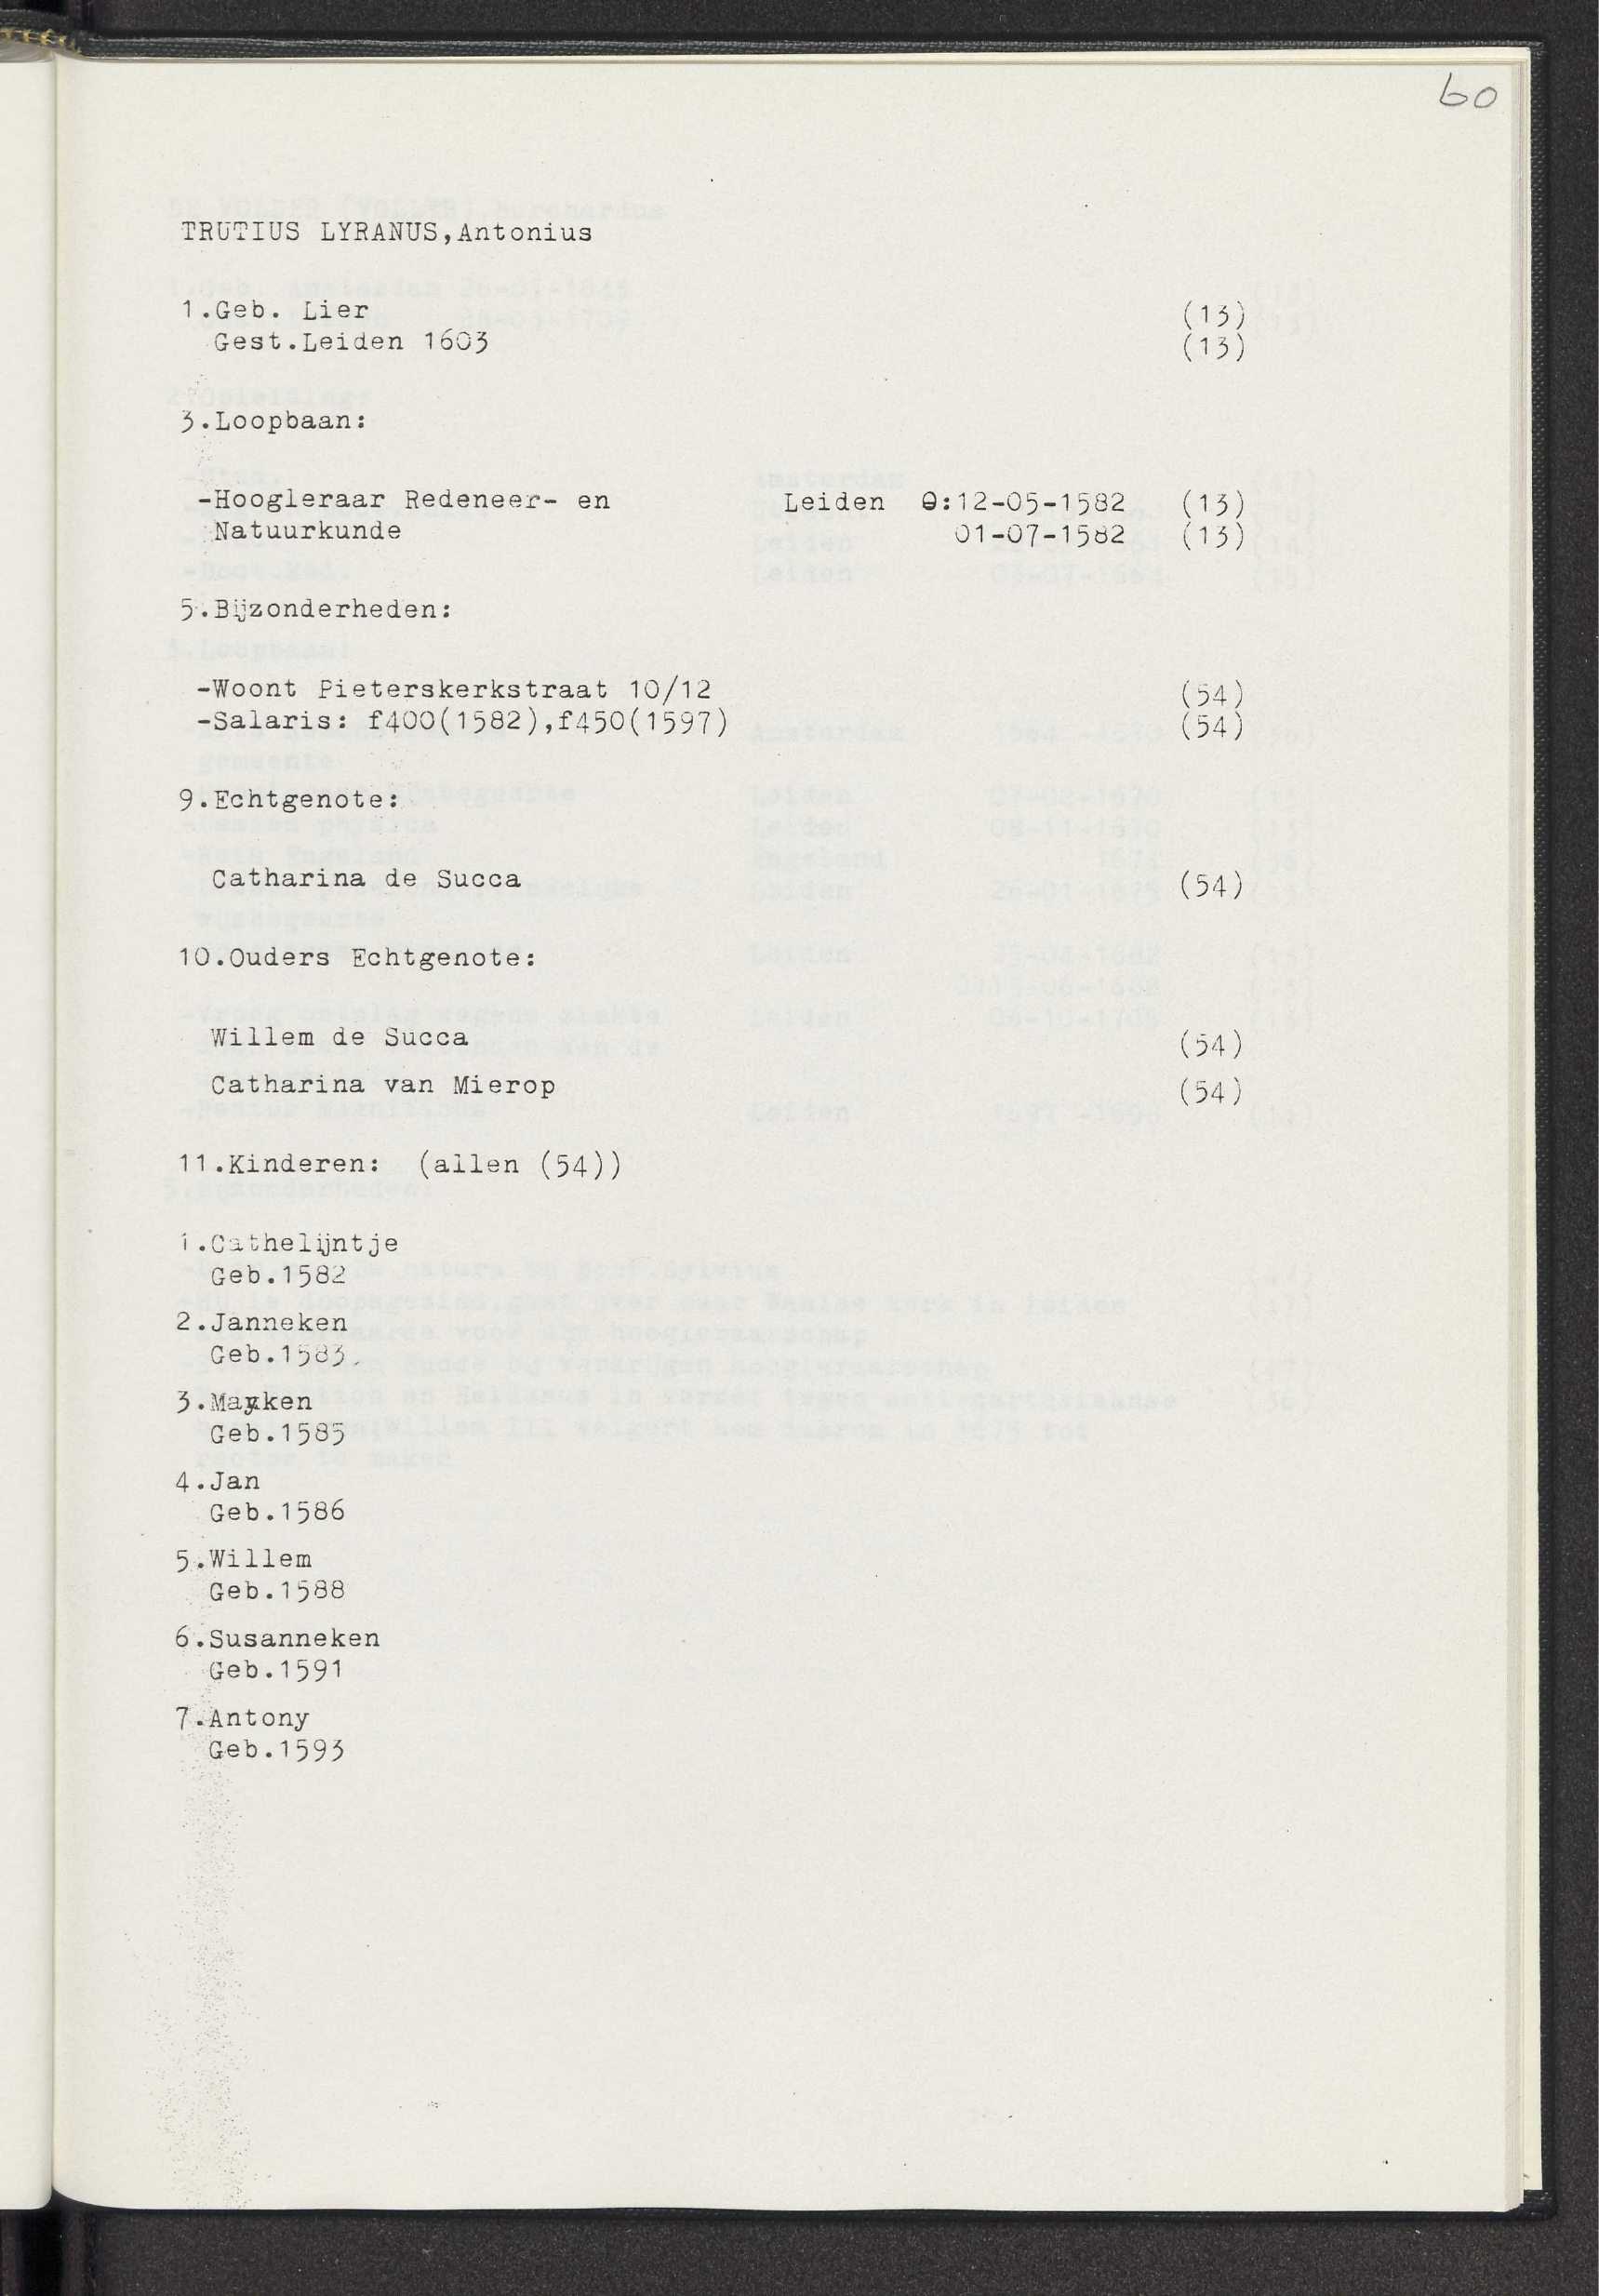 60
TRUTIUS LYRANUS,Antonius
1.Geb. Lier (13)
Gest.Leiden 1603 (13)
3.Loopbaan:
-Hoogleraar Redeneer- en Leiden O:12-05-1582 (13)
Natuurkunde 01-07-1582 (13)
5.Bijzonderheden:
-Woont Pieterskerkstraat 10/12 (54)
-Salaris: f400(1582),f450(1597) (54)
9.Echtgenote:
Catharina de Succa (54)
10.Ouders Echtgenote:
Willem de Succa (54)
Catharina van Mierop (54)
11.Kinderen: (allen (54))
1.Cathelijntje
Geb.1582
2.Janneken
Geb.1583.
3.Mayken
Geb.1585
4.Jan
Geb.1586
5.Willem
Geb.1588
6.Susanneken
Geb.1591
7.Antony
Geb.1593